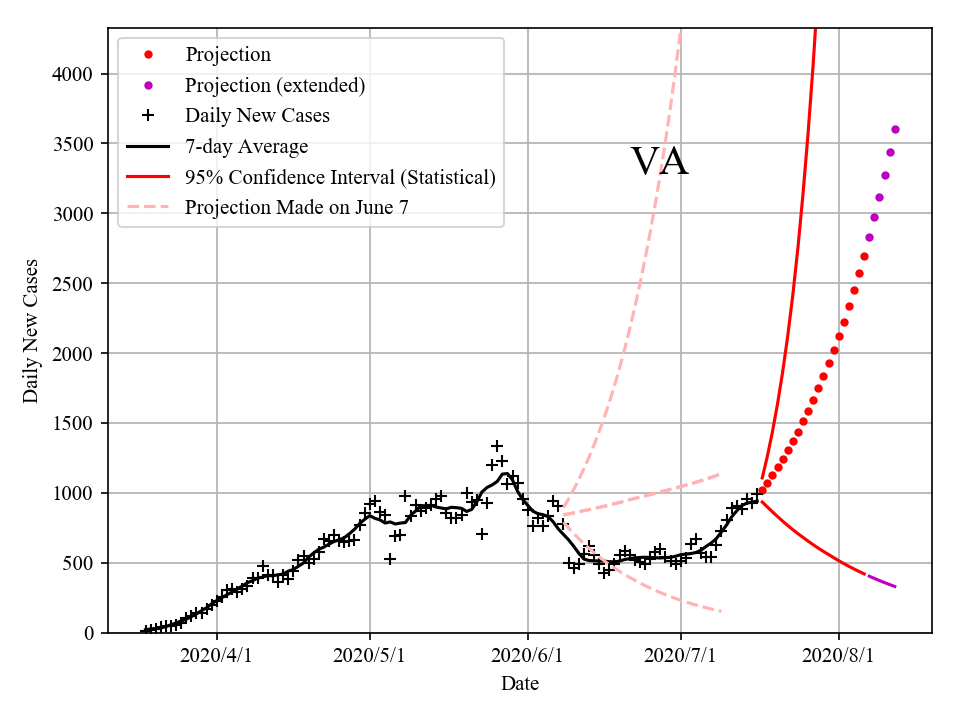 Projection
Projection (extended)
Daily New Cases
7-day Average
95% Confidence Interval (Statistical)
Projection Made on June 7
VA
4000
3500
3000
2500
2000
1500
1000
500
0
Daily New Cases
2020/4/1 2020/5/1 2020/6/1 2020/7/1 2020/8/1
Date